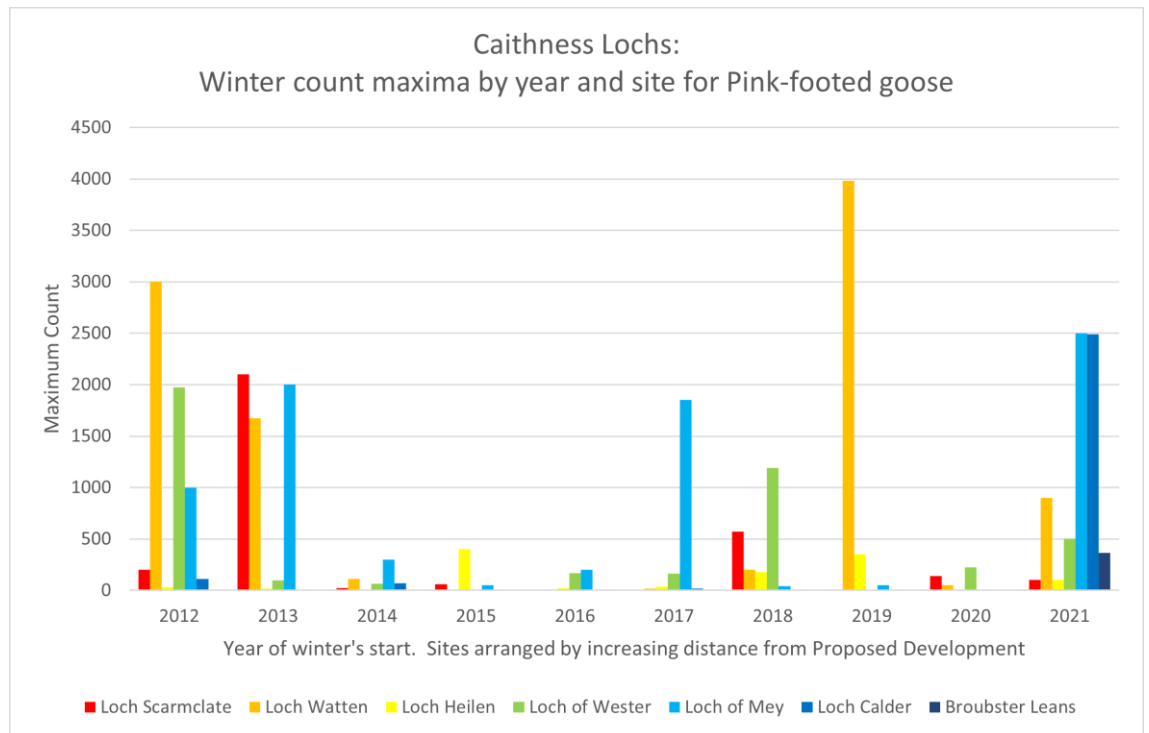 Caithness Lochs:
Winter count maxima by year and site for Pink-footed goose
4500
4000
3500
3000
2500
2000
1500
1000
500
0
Maximum Count
2012 2013 2014 2015 2016 2017 2018 2019 2020 2021
Year of winter's start.  Sites arranged by increasing distance from Proposed Development
Loch Scarmclate Loch Watten Loch Heilen Loch of Wester Loch of Mey Loch Calder Broubster Leans